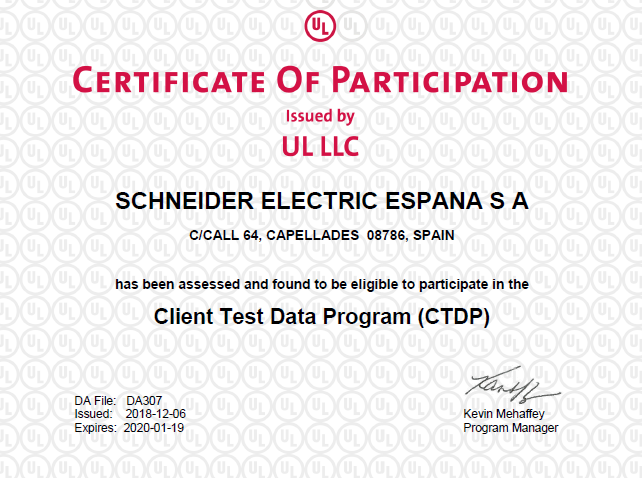 UL
CERTIFICATE OF PARTICIPATION
Issued by
UL LLC
SCHNEIDER ELECTRIC ESPANA S A
C/CALL 64, CAPELLADES 08786, SPAIN
has been assessed and found to be eligible to participate in the
Client Test Data Program (CTDP)
DA File: DA307
Issued: 2018-12-06
Expires: 2020-01-19
Kevin Mehaffey
Program Manager